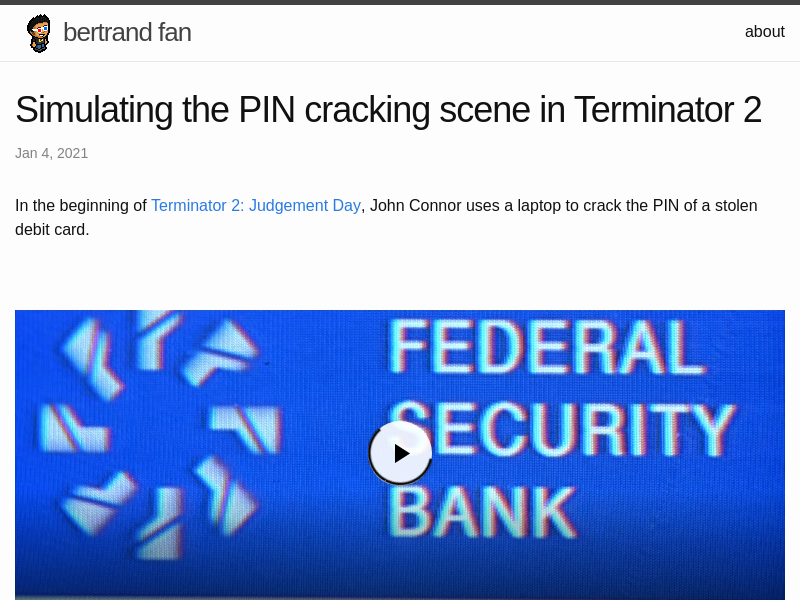 bertrand fan
about
Simulating the PIN cracking scene in Terminator 2
Jan 4, 2021
In the beginning of Terminator 2: Judgement Day, John Connor uses a laptop to crack the PIN of a stolen
debit card.
FEDERAL
SECURITY
BANK